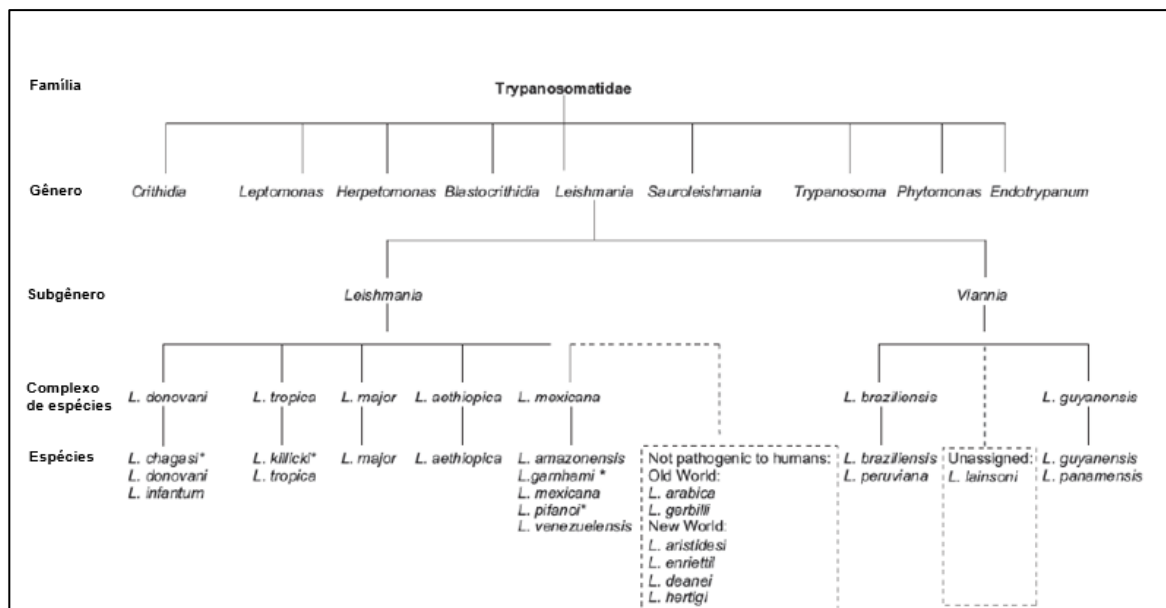 Família
Trypanosomatidae
Gênero
Crithidia Leptomonas Herpetomonas Blastocrithidia Leishmania Sauroleishmania Trypanosoma Phytomonas Endotrypanum
Subgênero
Leishmania Viannia
Complexo
de espécies
L. donovani L. tropica L. major L. aethiopica L. mexicana L. braziliensis L. guyanensis
Espécies
L. chagasi*
L. donovani
L. infantum
L. killicki*
L. tropica
L. major
L. aethiopica
L. amazonensis
L.garnhami *
L. mexicana
L. pifanoi*
L. venezuelensis
Not pathogenic to humans:
Old World:
L. arabica
L. gerbilli
New World:
L. aristidesi
L. enriettii
L. deanei
L. hertigi
L. braziliensis
L. peruviana
Unassigned:
L. lainsoni
L. guyanensis
L. panamensis